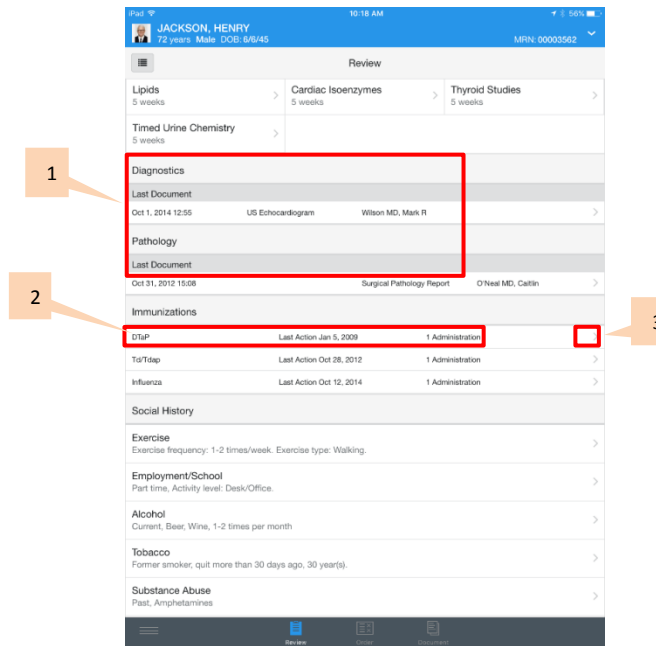 iPad 10:18 AM 56%
JACKSON, HENRY
72 years Male DOB: 6/6/45 MRN: 00003562
Review
Lipids Cardiac Isoenzymes Thyroid Studies
5 weeks 5 weeks 5 weeks
Timed Urine Chemistry
5 weeks
1
Diagnostics
Last Document
Oct 1, 2014 12:55 US Echocardiogram Wilson MD, Mark R
Pathology
Last Document
Oct 31, 2012 15:08 Surgical Pathology Report O'Neal MD, Caitlin
2
Immunizations
3
DTaP Last Action Jan 5, 2009 1 Administration
Td/Tdap Last Action Oct 28, 2012 1 Administration
Influenza Last Action Oct 12, 2014 1 Administration
Social History
Exercise
Exercise frequency: 1-2 times/week. Exercise type: Walking.
Employment/School
Part time, Activity level: Desk/Office.
Alcohol
Current, Beer, Wine, 1-2 times per month
Tobacco
Former smoker, quit more than 30 days ago, 30 year(s).
Substance Abuse
Past, Amphetamines
Review Order Document